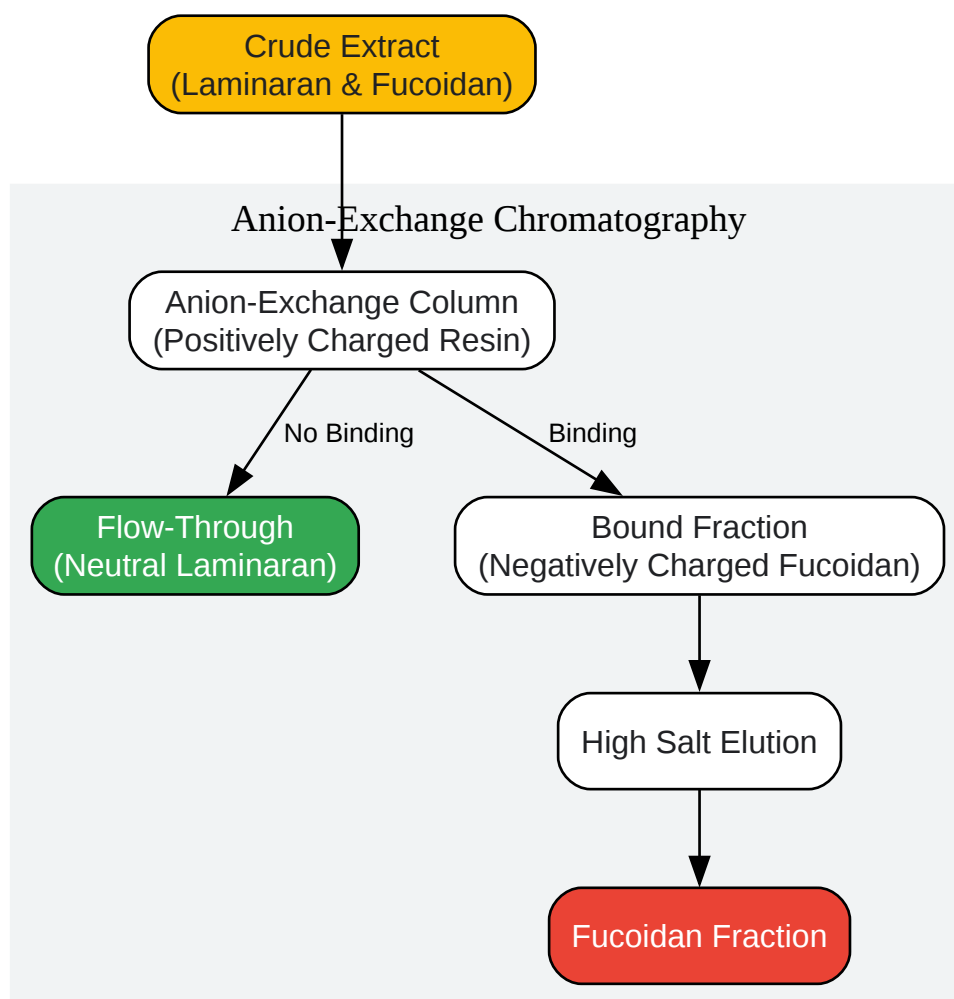 Crude Extract
(Laminaran & Fucoidan)
Anion-Exchange Chromatography
Anion-Exchange Column
(Positively Charged Resin)
No Binding
Binding
Flow-Through
(Neutral Laminaran)
Bound Fraction
(Negatively Charged Fucoidan)
High Salt Elution
Fucoidan Fraction